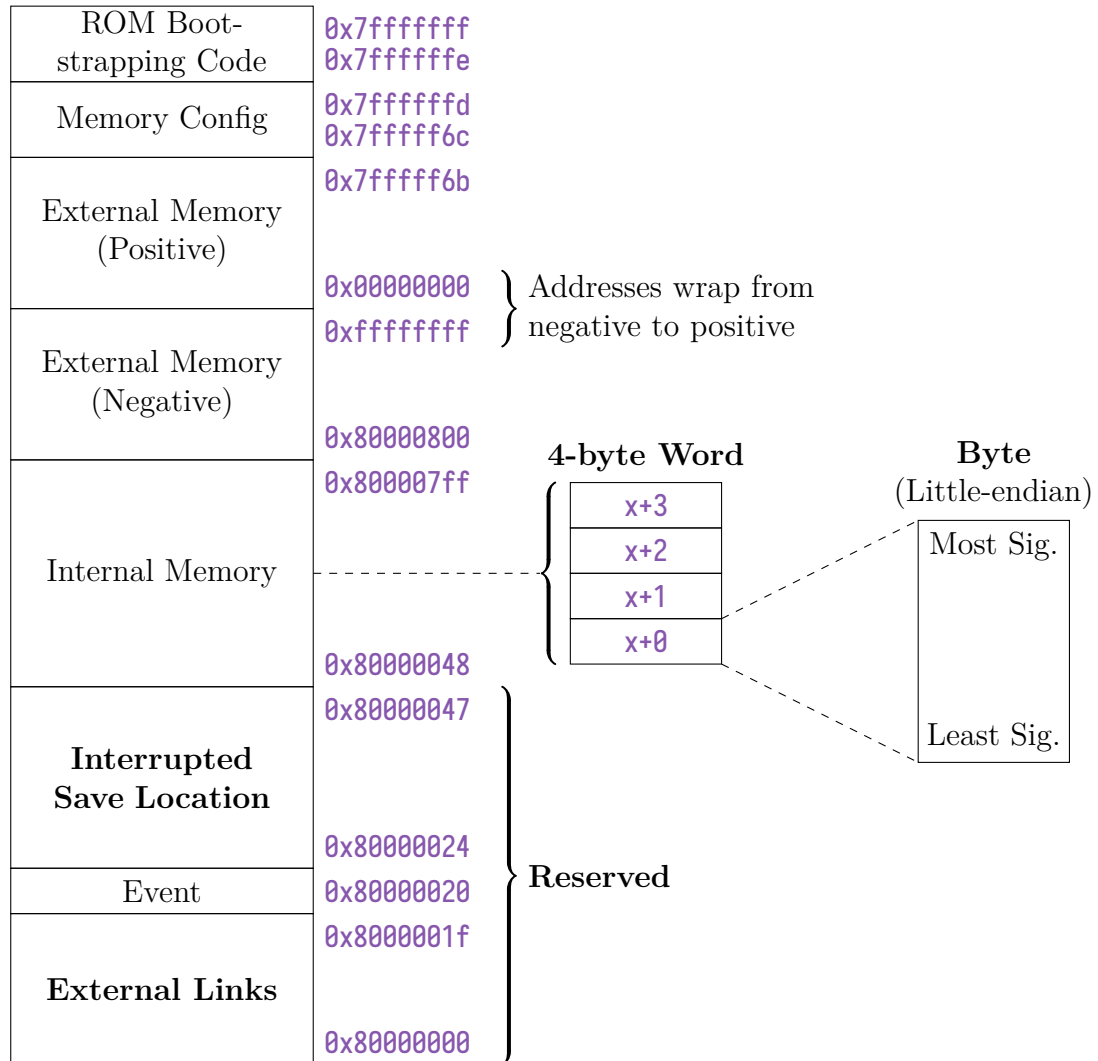 ROM Boot-
strapping Code
0x7fffffff
0x7ffffffe
Memory Config
0x7ffffffd
0x7fffff6c
External Memory
(Positive)
0x7fffff6b
0x00000000
Addresses wrap from
negative to positive
External Memory
(Negative)
0xffffffff
0x80000800
Internal Memory
0x800007ff
0x80000048
4-byte Word
x+3
x+2
x+1
x+0
Byte
(Little-endian)
Most Sig.
Least Sig.
Interrupted
Save Location
0x80000047
0x80000024
Event
0x80000020
Reserved
External Links
0x8000001f
0x80000000